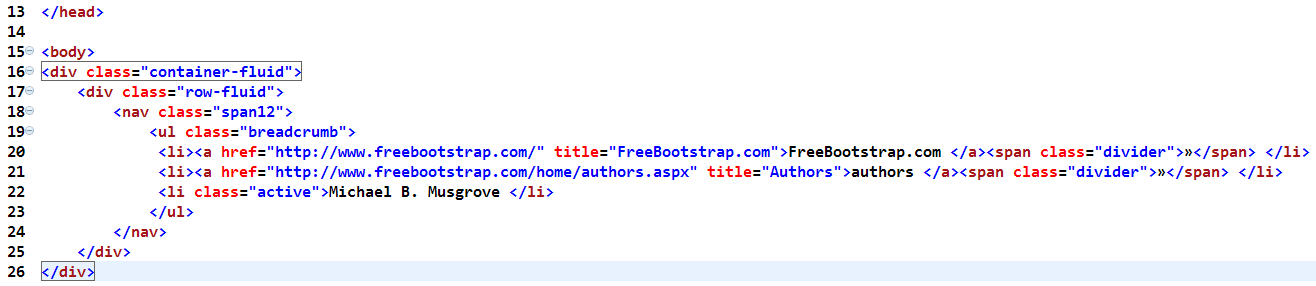 13 </head>
14
15 <body>
16 <div class="container-fluid">
17     <div class="row-fluid">
18         <nav class="span12">
19             <ul class="breadcrumb">
20              <li><a href="http://www.freebootstrap.com/" title="FreeBootstrap.com">FreeBootstrap.com </a><span class="divider">»</span> </li>
21              <li><a href="http://www.freebootstrap.com/home/authors.aspx" title="Authors">authors </a><span class="divider">»</span> </li>
22              <li class="active">Michael B. Musgrove </li>
23             </ul>
24         </nav>
25     </div>
26 </div>